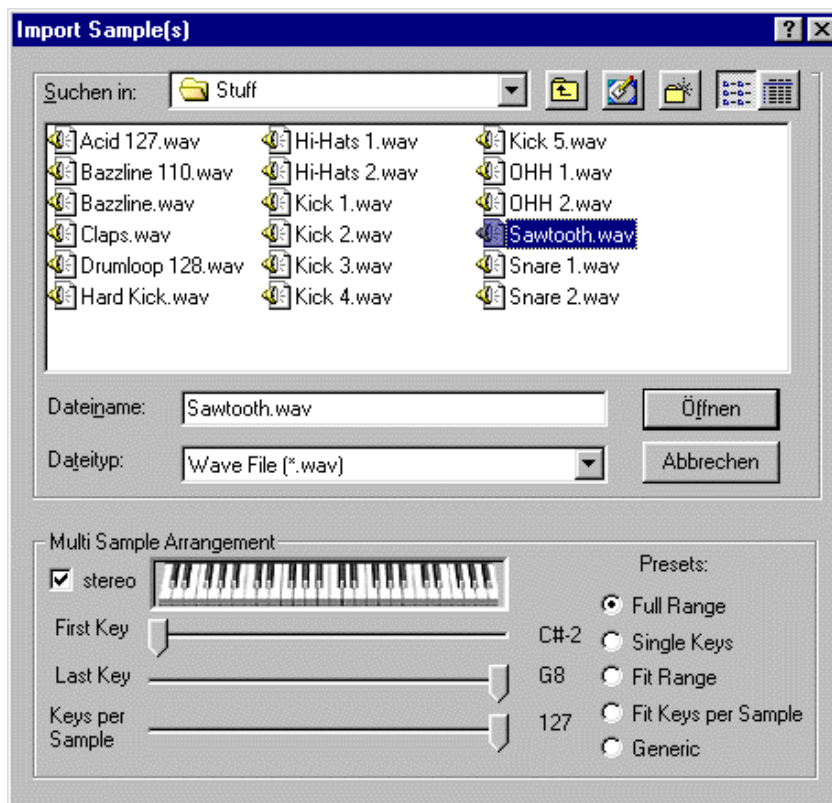 Import Sample(s)
Suchen in: Stuff
Acid 127.wav
Bazzline 110.wav
Bazzline.wav
Claps.wav
Drumloop 128.wav
Hard Kick.wav
Hi-Hats 1.wav
Hi-Hats 2.wav
Kick 1.wav
Kick 2.wav
Kick 3.wav
Kick 4.wav
Kick 5.wav
OHH 1.wav
OHH 2.wav
Sawtooth.wav
Snare 1.wav
Snare 2.wav
Dateiname: Sawtooth.wav Öffnen
Dateityp: Wave File (*.wav) Abbrechen
Multi Sample Arrangement
stereo
First Key C#-2
Last Key G8
Keys per
Sample 127
Presets:
Full Range
Single Keys
Fit Range
Fit Keys per Sample
Generic